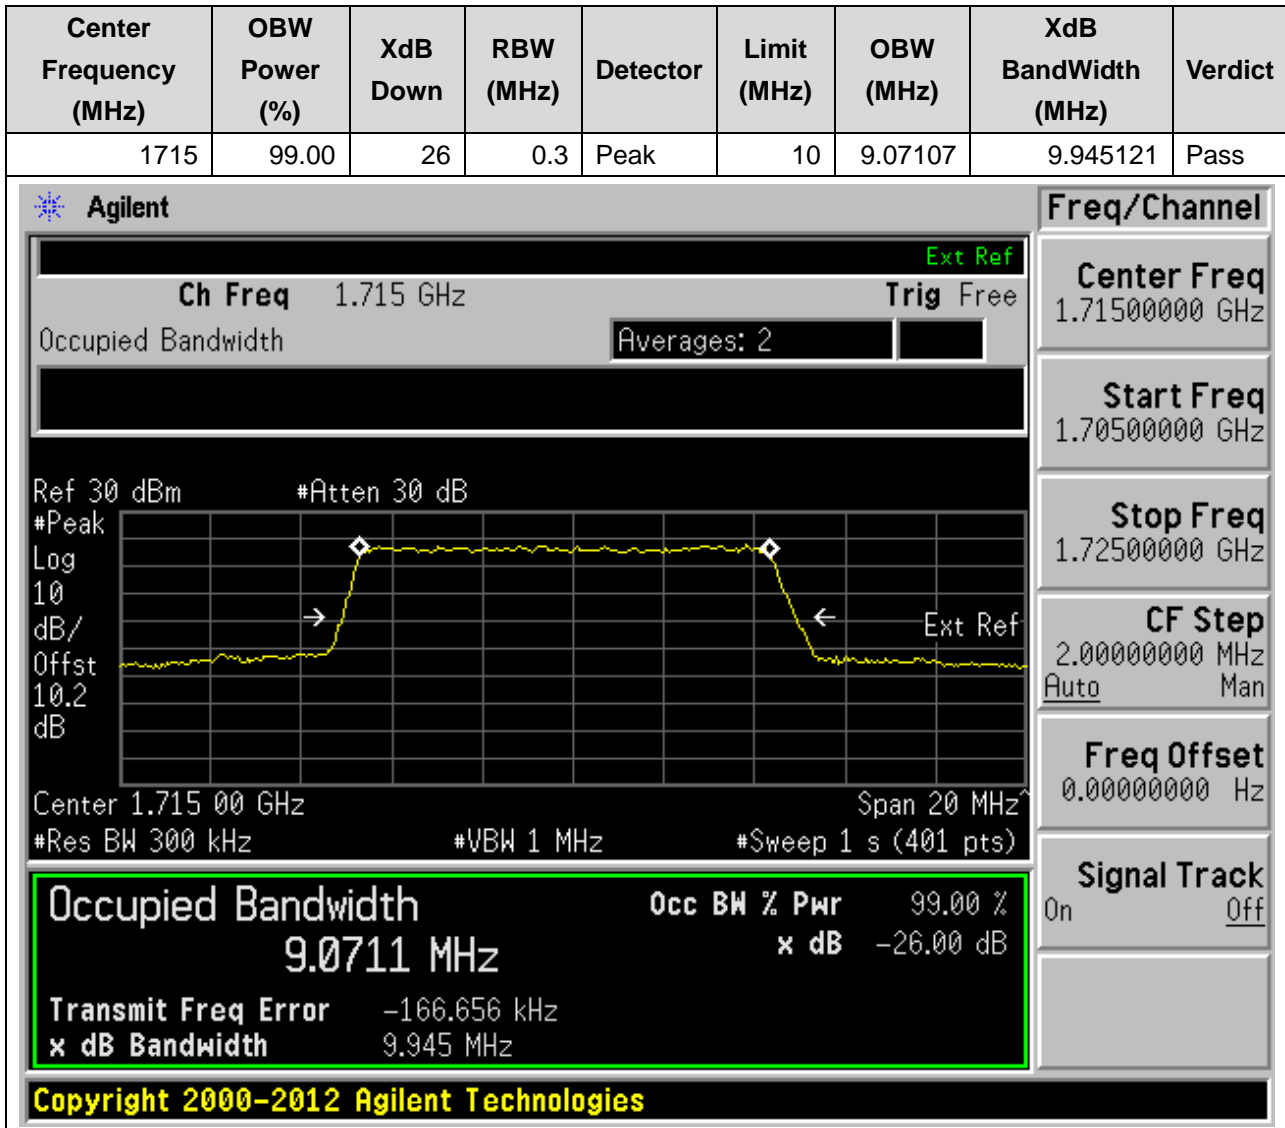 Center Frequency (MHz) OBW Power (%) XdB Down RBW (MHz) Detector Limit (MHz) OBW (MHz) XdB BandWidth (MHz) Verdict
1715 99.00 26 0.3 Peak 10 9.07107 9.945121 Pass
Agilent
Freq/Channel
Ext Ref
Ch Freq 1.715 GHz Trig Free
Occupied Bandwidth Averages: 2
Center Freq
1.71500000 GHz
Start Freq
1.70500000 GHz
Stop Freq
1.72500000 GHz
CF Step
2.00000000 MHz
Auto Man
Freq Offset
0.00000000 Hz
Signal Track
On Off
Ref 30 dBm #Atten 30 dB
#Peak
Log
10
dB/
Offst
10.2
dB
Ext Ref
Center 1.715 00 GHz Span 20 MHz^
#Res BW 300 kHz #VBW 1 MHz #Sweep 1 s (401 pts)
Occupied Bandwidth
9.0711 MHz
Occ BW % Pwr 99.00 %
x dB -26.00 dB
Transmit Freq Error -166.656 kHz
x dB Bandwidth 9.945 MHz
Copyright 2000-2012 Agilent Technologies